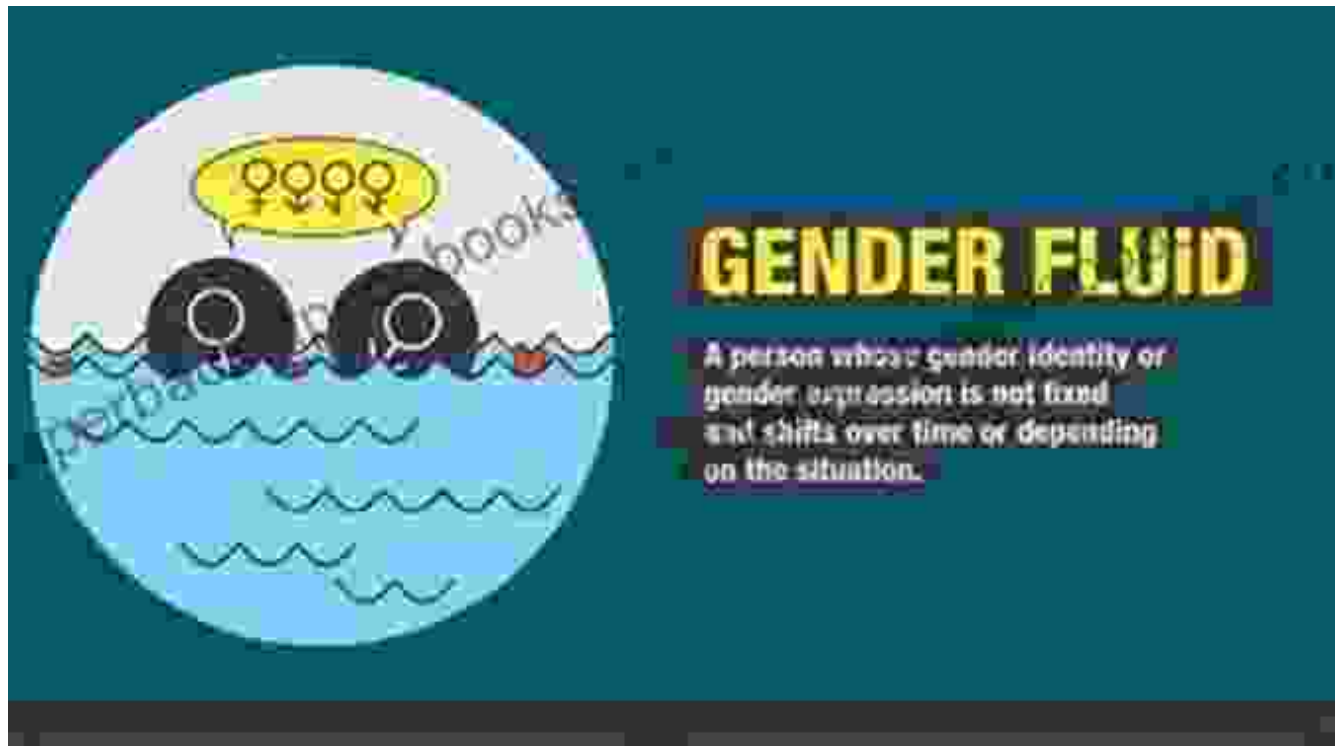 GENDER FLUiD
A person whose gender identity or
gender expression is not fixed
and shifts over time or depending
on the situation.
books